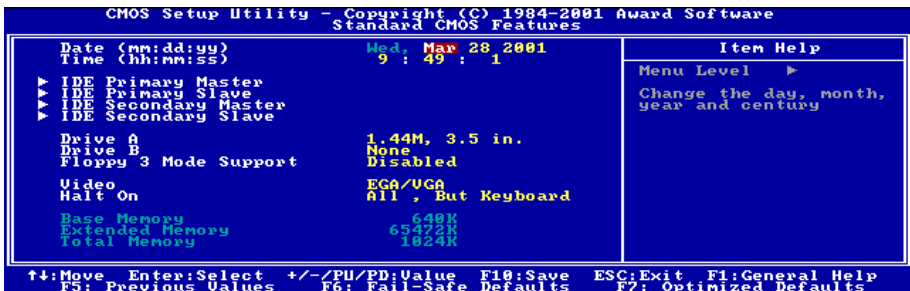 CMOS Setup Utility - Copyright (C) 1984-2001 Award Software
Standard CMOS Features
Date (mm:dd:yy) Wed, Mar 28 2001
Time (hh:mm:ss) 9 : 49 : 1
► IDE Primary Master
► IDE Primary Slave
► IDE Secondary Master
► IDE Secondary Slave
Drive A 1.44M, 3.5 in.
Drive B None
Floppy 3 Mode Support Disabled
Video EGA/VGA
Halt On All , But Keyboard
Base Memory 640K
Extended Memory 65472K
Total Memory 1024K
Item Help
Menu Level ►
Change the day, month,
year and century
↑↓:Move Enter:Select +/-/PU/PD:Value F10:Save ESC:Exit F1:General Help
F5: Previous Values F6: Fail-Safe Defaults F7: Optimized Defaults